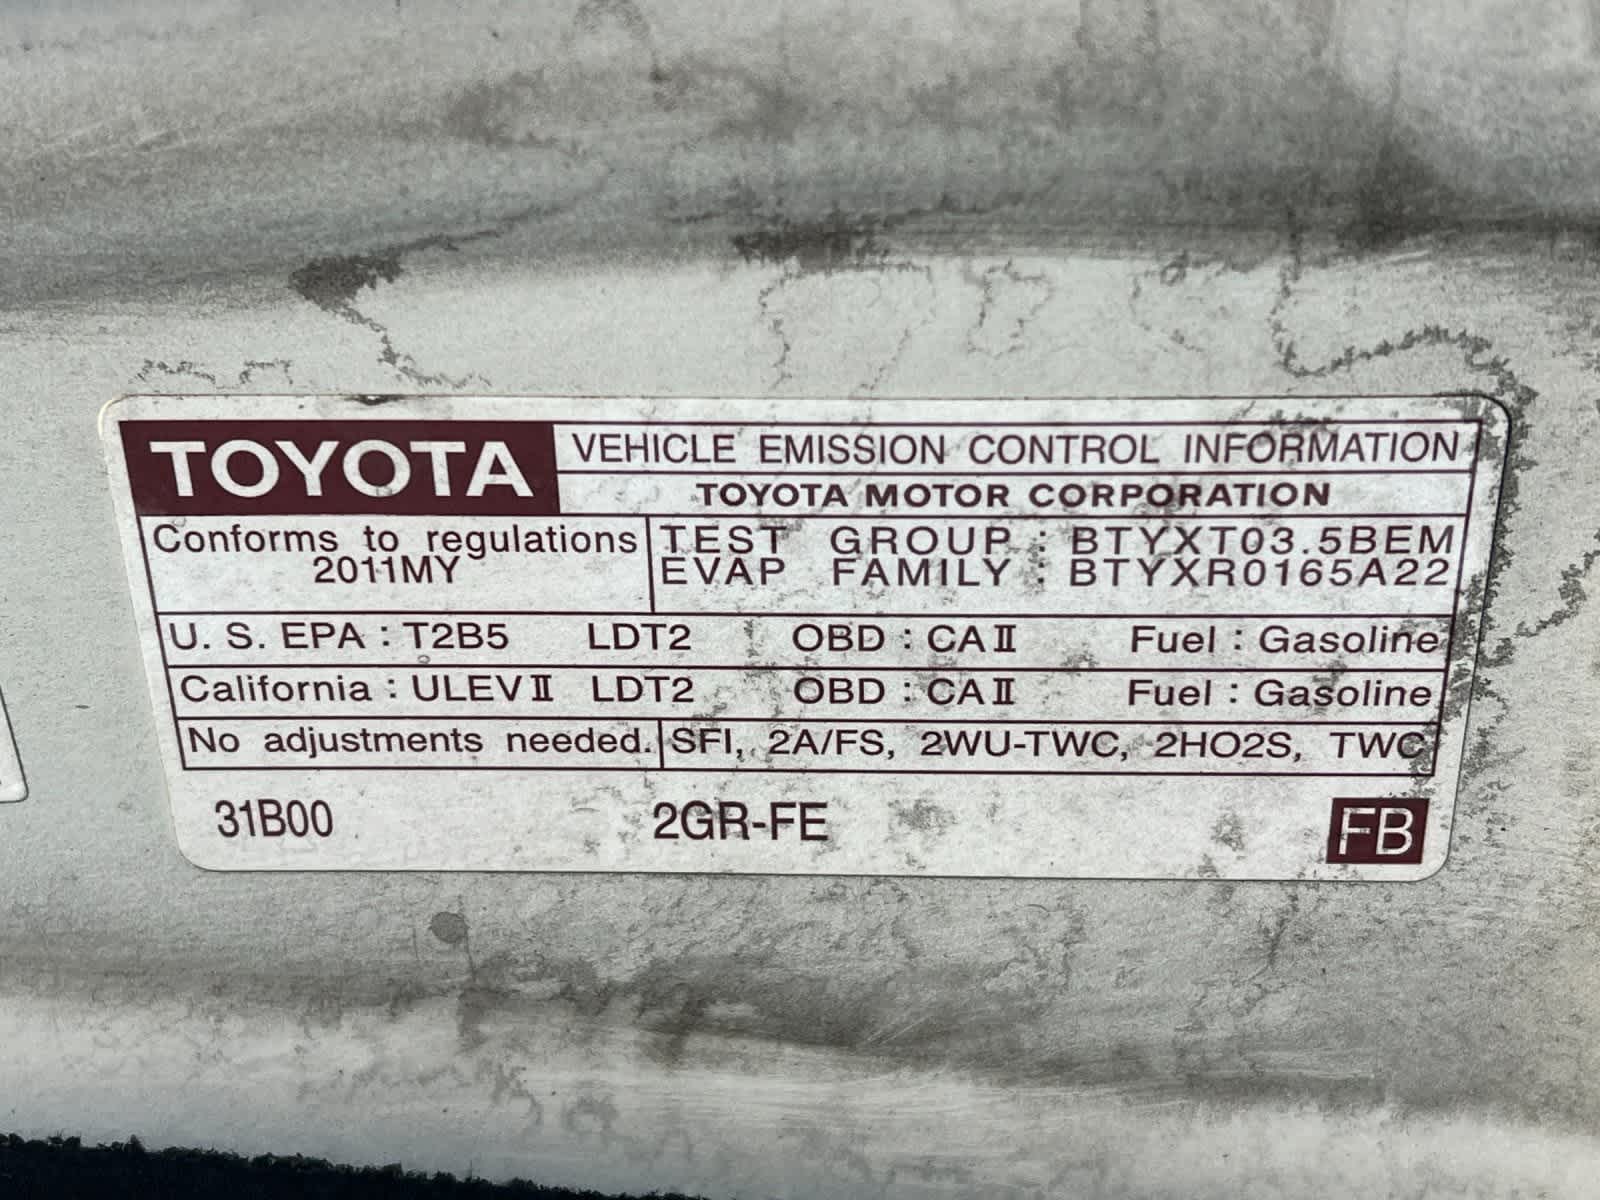 TOYOTA
VEHICLE EMISSION CONTROL INFORMATION
TOYOTA MOTOR CORPORATION
Conforms to regulations
2011MY
TEST GROUP : BTYXT03.5BEM
EVAP FAMILY : BTYXR0165A22
U. S. EPA : T2B5 LDT2 OBD : CAⅡ Fuel : Gasoline
California : ULEVⅡ LDT2 OBD : CAⅡ Fuel : Gasoline
No adjustments needed. SFI, 2A/FS, 2WU-TWC, 2HO2S, TWC
31B00 2GR-FE FB